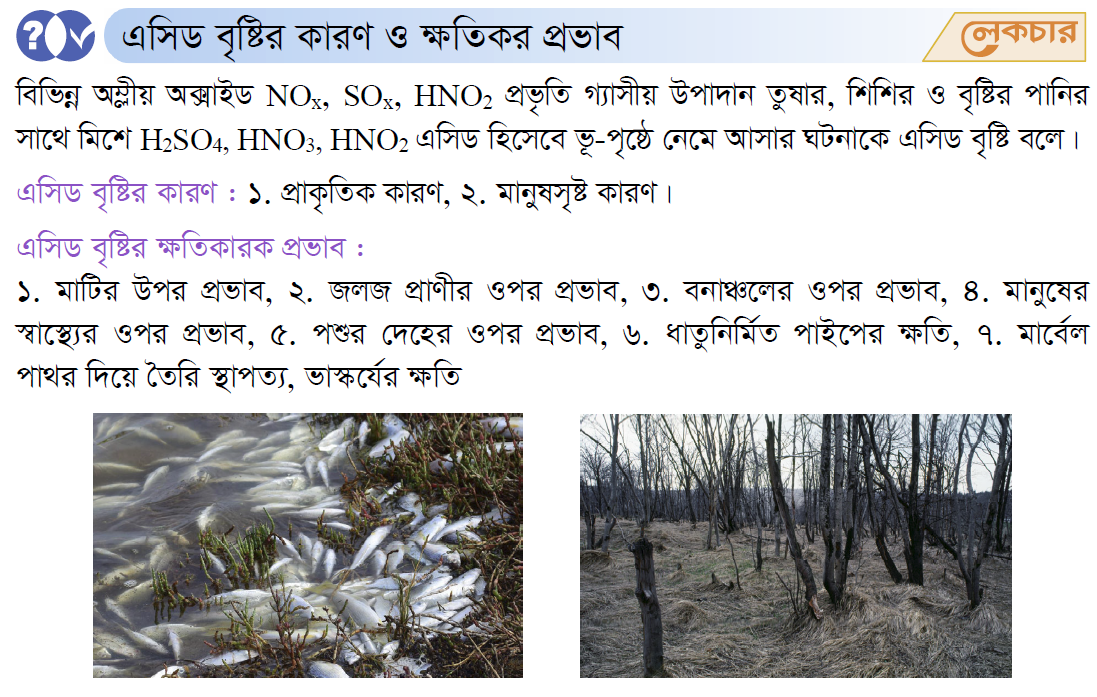 এসিড বৃষ্টির কারণ ও ক্ষতিকর প্রভাব
লেকচার
বিভিন্ন অম্লীয় অক্সাইড NOₓ, SOₓ, HNO₂ প্রভৃতি গ্যাসীয় উপাদান তুষার, শিশির ও বৃষ্টির পানির
সাথে মিশে H₂SO₄, HNO₃, HNO₂ এসিড হিসেবে ভূ-পৃষ্ঠে নেমে আসার ঘটনাকে এসিড বৃষ্টি বলে।
এসিড বৃষ্টির কারণ : ১. প্রাকৃতিক কারণ, ২. মানুষসৃষ্ট কারণ।
এসিড বৃষ্টির ক্ষতিকারক প্রভাব :
১. মাটির উপর প্রভাব, ২. জলজ প্রাণীর ওপর প্রভাব, ৩. বনাঞ্চলের ওপর প্রভাব, ৪. মানুষের
স্বাস্থ্যের ওপর প্রভাব, ৫. পশুর দেহের ওপর প্রভাব, ৬. ধাতুনির্মিত পাইপের ক্ষতি, ৭. মার্বেল
পাথর দিয়ে তৈরি স্থাপত্য, ভাস্কর্যের ক্ষতি